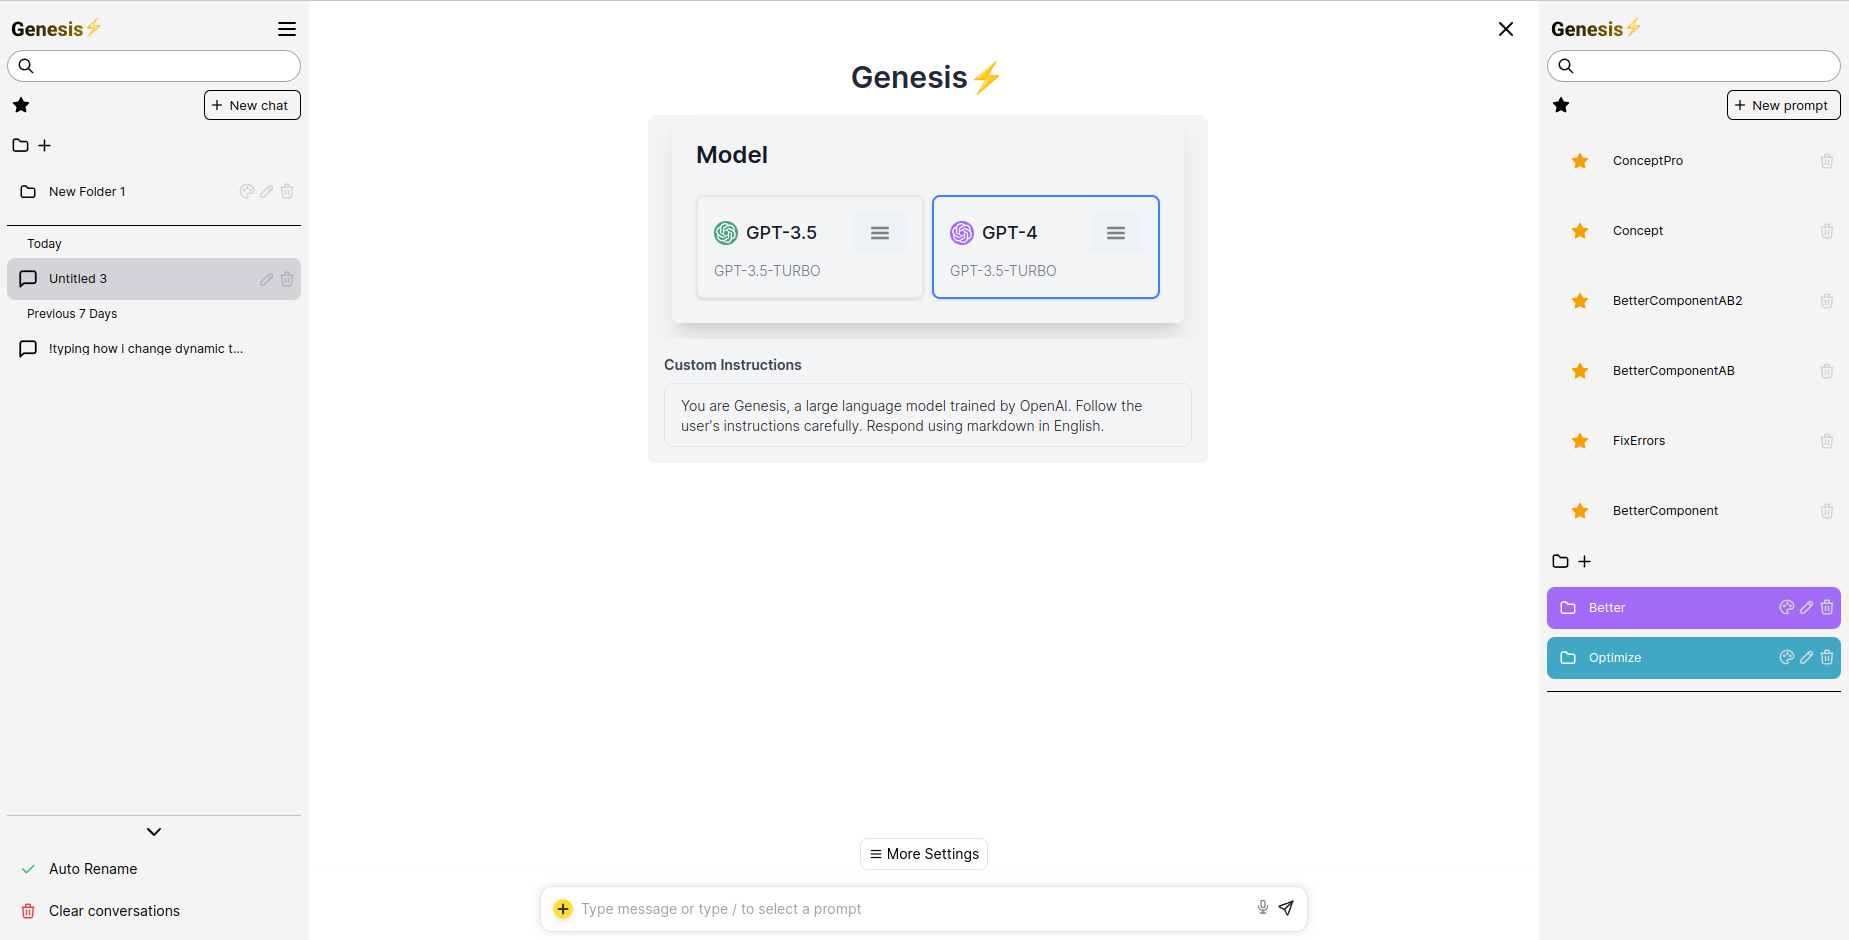 Genesis⚡
New chat
New Folder 1
Today
Untitled 3
Previous 7 Days
!typing how i change dynamic t...
Auto Rename
Clear conversations
Genesis⚡
Model
GPT-3.5
GPT-3.5-TURBO
GPT-4
GPT-3.5-TURBO
Custom Instructions
You are Genesis, a large language model trained by OpenAI. Follow the
user's instructions carefully. Respond using markdown in English.
More Settings
Type message or type / to select a prompt
Genesis⚡
New prompt
ConceptPro
Concept
BetterComponentAB2
BetterComponentAB
FixErrors
BetterComponent
Better
Optimize